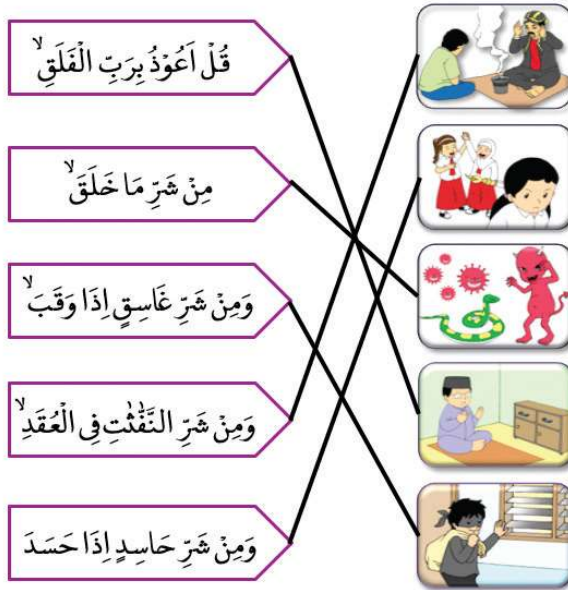 قُلْ اَعُوْذُ بِرَبِّ الْفَلَقِۙ
مِنْ شَرِّ مَا خَلَقَۙ
وَمِنْ شَرِّ غَاسِقٍ اِذَا وَقَبَۙ
وَمِنْ شَرِّ النَّفّٰثٰتِ فِى الْعُقَدِۙ
وَمِنْ شَرِّ حَاسِدٍ اِذَا حَسَدَ